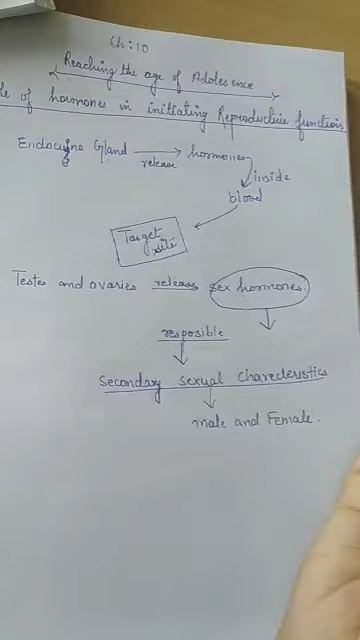 Ch: 10
Reaching the age of Adolesence
le of hormones in initiating Reproductive function
Endocrine Gland → hormones
release
inside
blood
Target site
Testes and ovaries release sex hormones.
resposible
Secondary sexual charecteristics
male and Female.